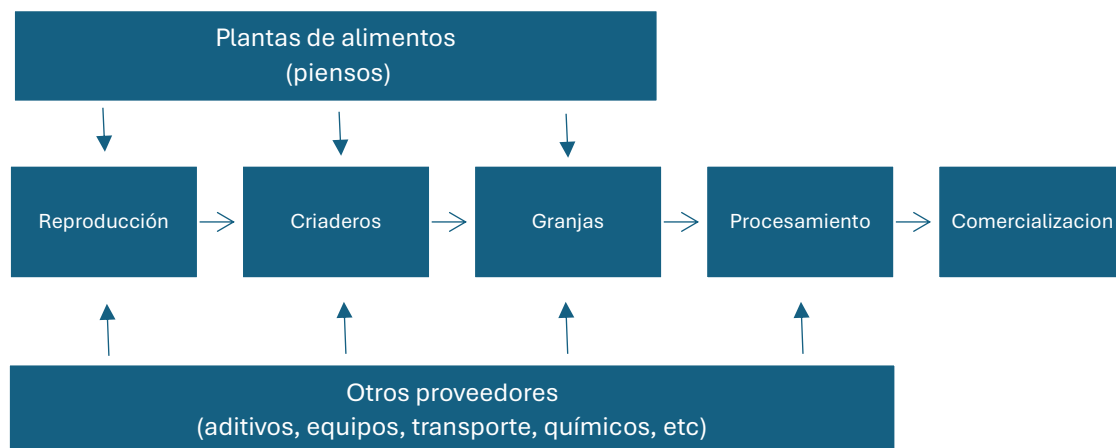 Plantas de alimentos
(piensos)
Reproducción
Criaderos
Granjas
Procesamiento
Comercializacion
Otros proveedores
(aditivos, equipos, transporte, químicos, etc)